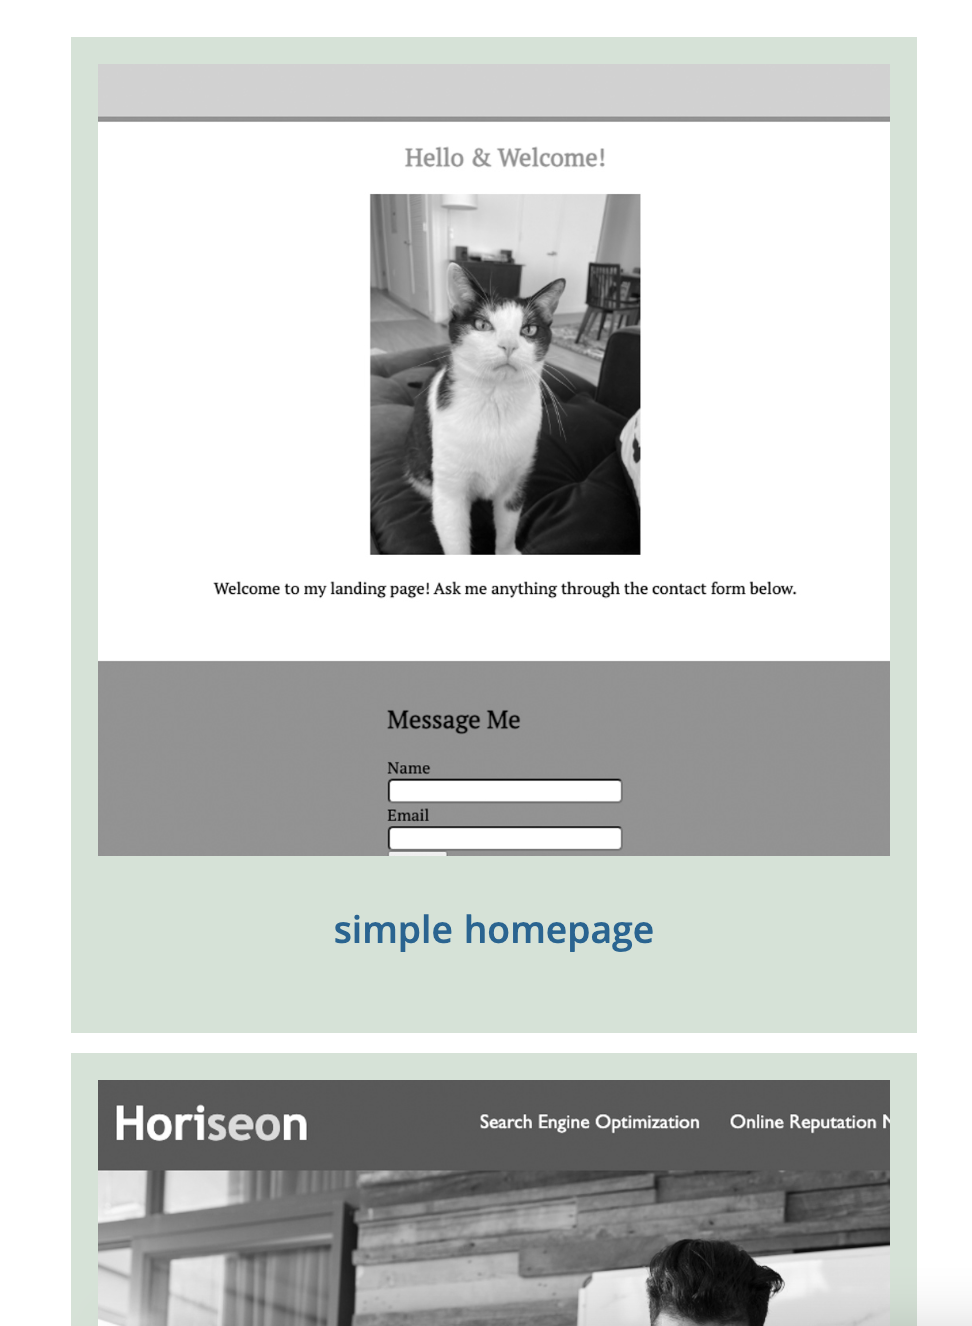 Hello & Welcome!
Welcome to my landing page! Ask me anything through the contact form below.
Message Me
Name
Email
simple homepage
Horiseon
Search Engine Optimization
Online Reputation